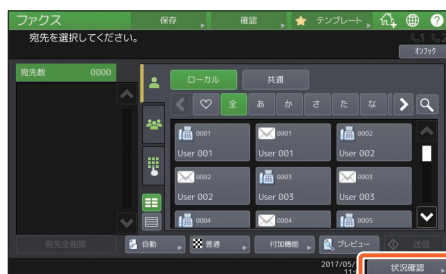 ファクス
保存
確認
テンプレート
宛先を選択してください。
オフフック
宛先数 0000
ローカル
共通
全 あ か さ た な
0001 0001 0002
User 001 User 001 User 002
0002 0003 0003
User 002 User 003 User 003
0004 0004 0005
宛先全削除
自動
普通
付加機能
プレビュー
送信
状況確認